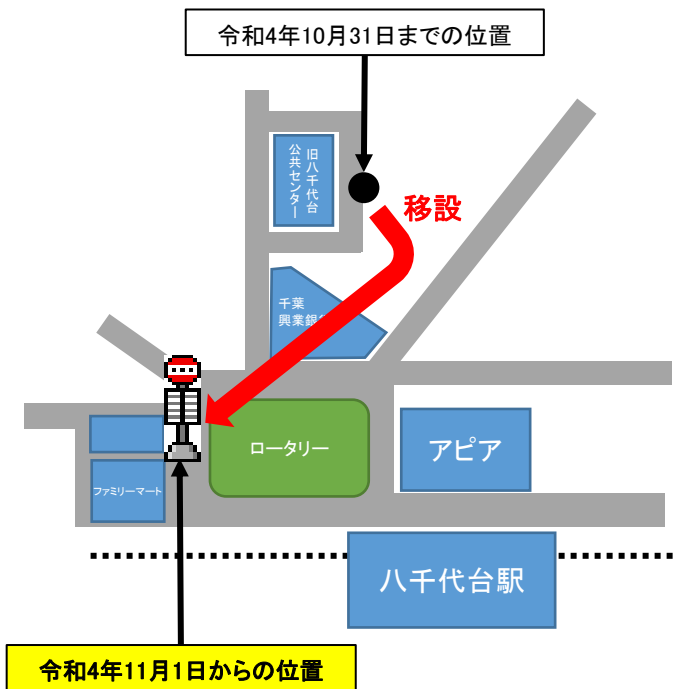 令和4年10月31日までの位置
旧八千代台
公共センター
移設
千葉
興業銀
ロータリー
アピア
ファミリーマート
八千代台駅
令和4年11月1日からの位置